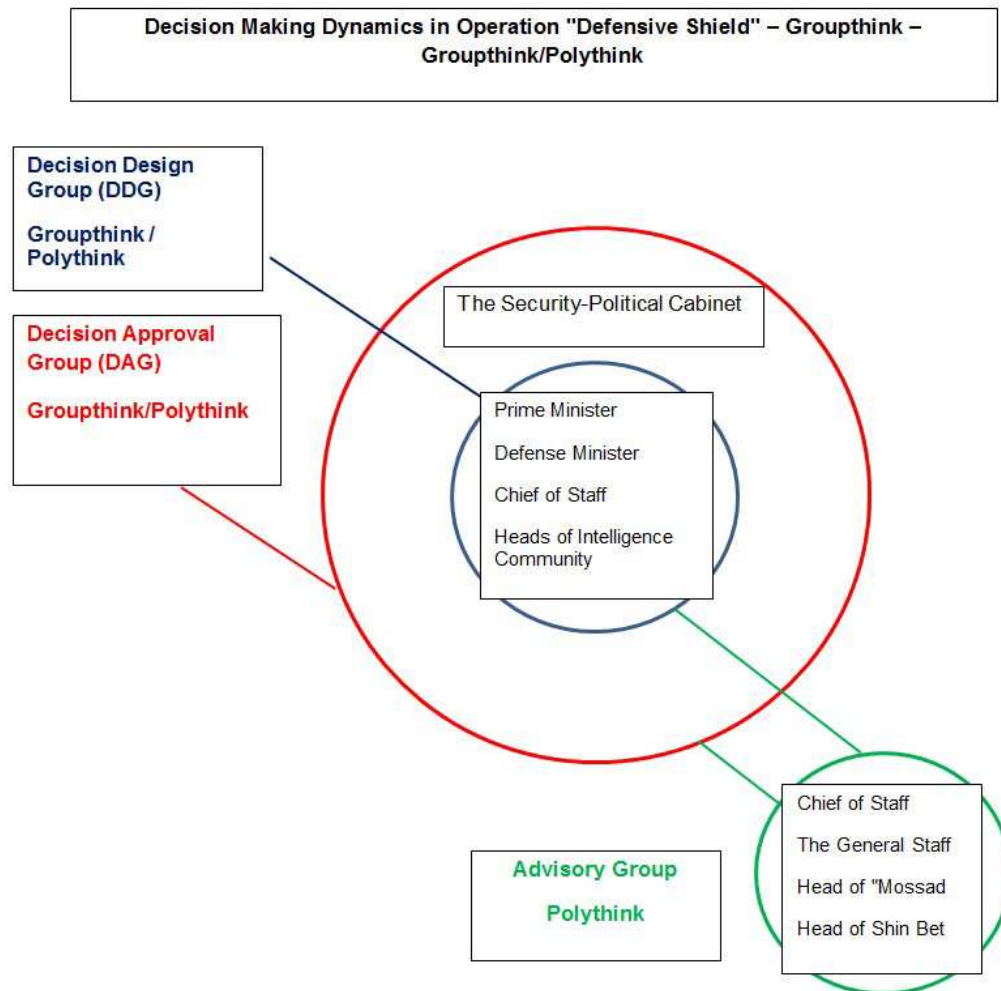 Decision Making Dynamics in Operation "Defensive Shield" – Groupthink –
Groupthink/Polythink
Decision Design
Group (DDG)
Groupthink /
Polythink
Decision Approval
Group (DAG)
Groupthink/Polythink
The Security-Political Cabinet
Prime Minister
Defense Minister
Chief of Staff
Heads of Intelligence
Community
Advisory Group
Polythink
Chief of Staff
The General Staff
Head of "Mossad
Head of Shin Bet